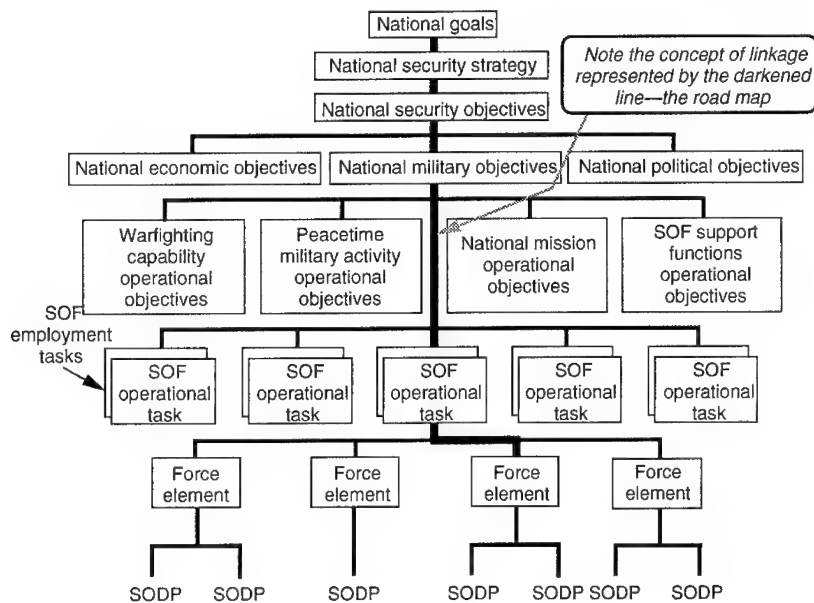 National goals
Note the concept of linkage
represented by the darkened
line—the road map
National security strategy
National security objectives
National economic objectives
National military objectives
National political objectives
Warfighting
capability
operational
objectives
Peacetime
military activity
operational
objectives
National mission
operational
objectives
SOF support
functions
operational
objectives
SOF
employment
tasks
SOF
operational
task
SOF
operational
task
SOF
operational
task
SOF
operational
task
SOF
operational
task
Force
element
Force
element
Force
element
Force
element
SODP
SODP
SODP
SODP
SODP
SODP
SODP